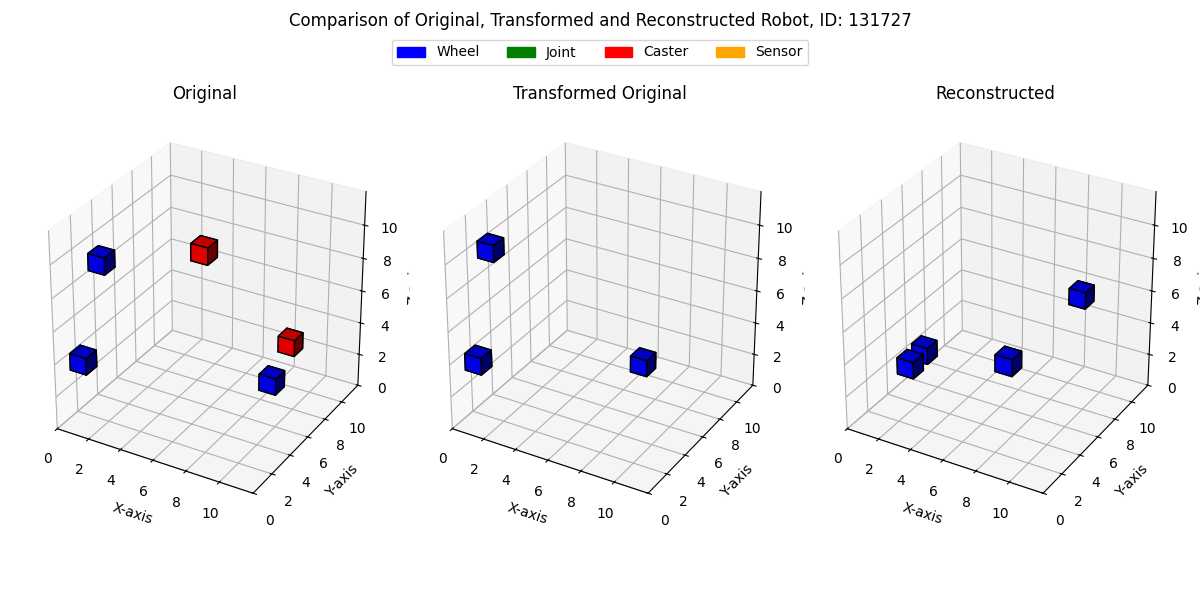 Comparison of Original, Transformed and Reconstructed Robot, ID: 131727
Wheel Joint Caster Sensor
Original Transformed Original Reconstructed
10 10 10
8 8 8
6 6 6
4 4 4
2 2 2
0 0 0
10 10 10
8 8 8
6 6 6
4 4 4
2 2 2
0 0 0
0 2 4 6 8 10 0 2 4 6 8 10 0 2 4 6 8 10
X-axis Y-axis X-axis Y-axis X-axis Y-axis